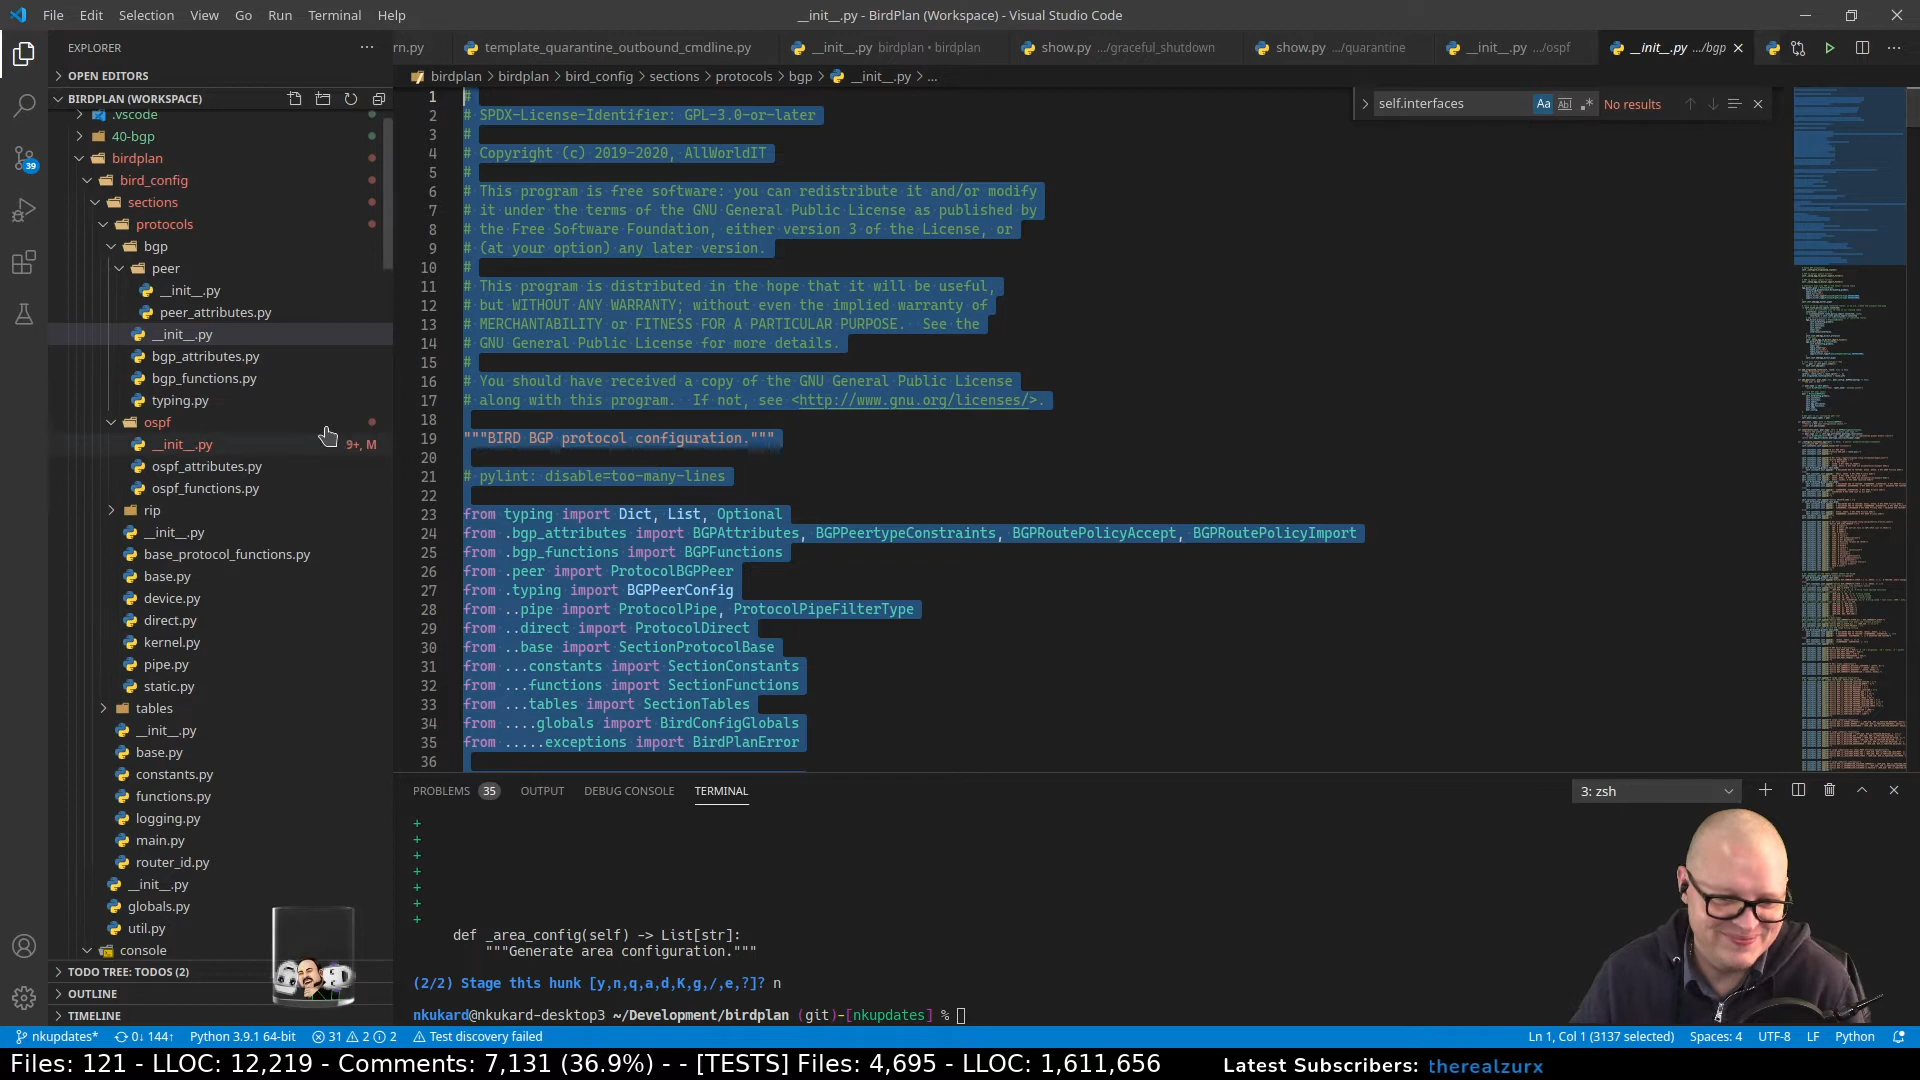 File Edit Selection View Go Run Terminal Help
__init__.py - BirdPlan (Workspace) - Visual Studio Code
EXPLORER
rn.py template_quarantine_outbound_cmdline.py __init__.py birdplan • birdplan show.py .../graceful_shutdown show.py .../quarantine __init__.py .../ospf __init__.py .../bgp
birdplan > birdplan > bird_config > sections > protocols > bgp > __init__.py > ...
self.interfaces Aa Abl No results
OPEN EDITORS
BIRDPLAN (WORKSPACE)
.vscode
40-bgp
birdplan
bird_config
sections
protocols
bgp
peer
__init__.py
peer_attributes.py
__init__.py
bgp_attributes.py
bgp_functions.py
typing.py
ospf
__init__.py 9+, M
ospf_attributes.py
ospf_functions.py
rip
__init__.py
base_protocol_functions.py
base.py
device.py
direct.py
kernel.py
pipe.py
static.py
tables
__init__.py
base.py
constants.py
functions.py
logging.py
main.py
router_id.py
__init__.py
globals.py
util.py
console
TODO TREE: TODOS (2)
OUTLINE
TIMELINE
39
1 #
2 # SPDX-License-Identifier: GPL-3.0-or-later
3 #
4 # Copyright (c) 2019-2020, AllWorldIT
5 #
6 # This program is free software: you can redistribute it and/or modify
7 # it under the terms of the GNU General Public License as published by
8 # the Free Software Foundation, either version 3 of the License, or
9 # (at your option) any later version.
10 #
11 # This program is distributed in the hope that it will be useful,
12 # but WITHOUT ANY WARRANTY; without even the implied warranty of
13 # MERCHANTABILITY or FITNESS FOR A PARTICULAR PURPOSE.  See the
14 # GNU General Public License for more details.
15 #
16 # You should have received a copy of the GNU General Public License
17 # along with this program.  If not, see <http://www.gnu.org/licenses/>.
18
19 """BIRD BGP protocol configuration."""
20
21 # pylint: disable=too-many-lines
22
23 from typing import Dict, List, Optional
24 from .bgp_attributes import BGPAttributes, BGPPeertypeConstraints, BGPRoutePolicyAccept, BGPRoutePolicyImport
25 from .bgp_functions import BGPFunctions
26 from .peer import ProtocolBGPPeer
27 from .typing import BGPPeerConfig
28 from ..pipe import ProtocolPipe, ProtocolPipeFilterType
29 from ..direct import ProtocolDirect
30 from ..base import SectionProtocolBase
31 from ...constants import SectionConstants
32 from ...functions import SectionFunctions
33 from ...tables import SectionTables
34 from ....globals import BirdConfigGlobals
35 from .....exceptions import BirdPlanError
36
PROBLEMS 35 OUTPUT DEBUG CONSOLE TERMINAL 3: zsh
+
+
+
+
+
+
+
def _area_config(self) -> List[str]:
"""Generate area configuration."""
(2/2) Stage this hunk [y,n,q,a,d,K,g,/,e,?]? n
nkukard@nkukard-desktop3 ~/Development/birdplan (git)-[nkupdates] %
nkupdates* 0↓ 144↑ Python 3.9.1 64-bit 31 2 2 Test discovery failed Ln 1, Col 1 (3137 selected) Spaces: 4 UTF-8 LF Python
Files: 121 - LLOC: 12,219 - Comments: 7,131 (36.9%) - - [TESTS] Files: 4,695 - LLOC: 1,611,656 Latest Subscribers: therealzurx